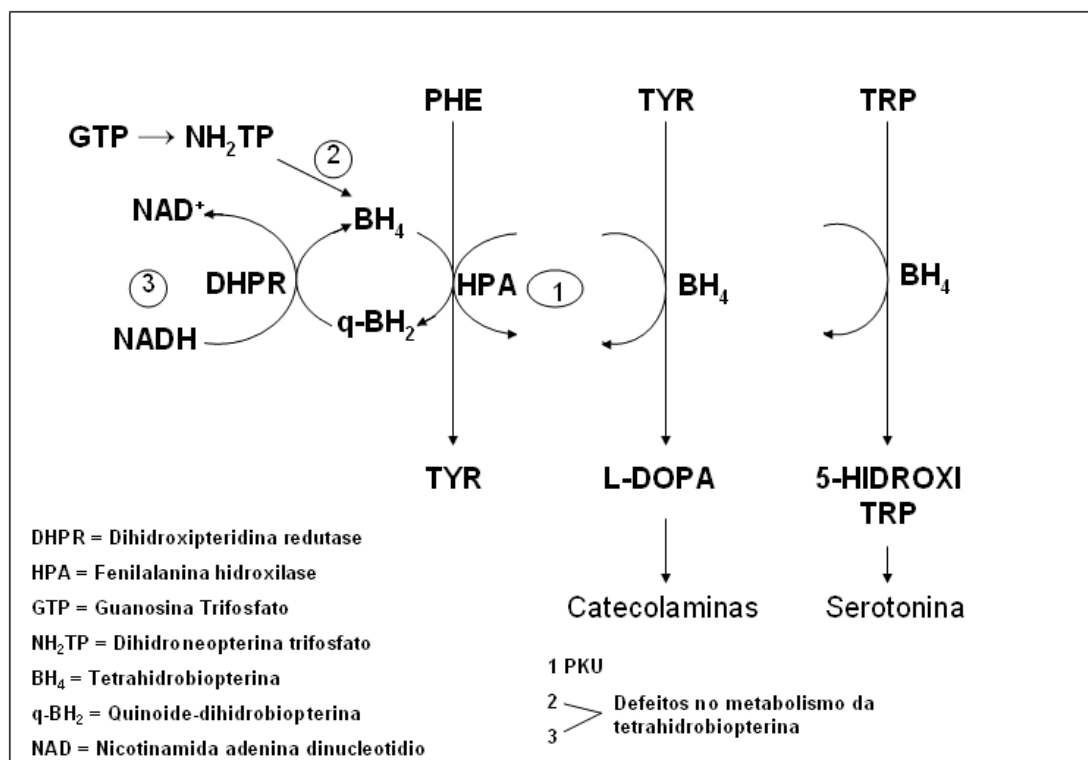 PHE
TYR
TRP
GTP → NH₂TP
2
NAD⁺
BH₄
3
DHPR
HPA
1
BH₄
BH₄
NADH
q-BH₂
TYR
L-DOPA
5-HIDROXI
TRP
Catecolaminas
Serotonina
DHPR = Dihidroxipteridina redutase
HPA = Fenilalanina hidroxilase
GTP = Guanosina Trifosfato
NH₂TP = Dihidroneopterina trifosfato
BH₄ = Tetrahidrobiopterina
q-BH₂ = Quinoide-dihidrobiopterina
NAD = Nicotinamida adenina dinucleotidio
1 PKU
2
3
Defeitos no metabolismo da
tetrahidrobiopterina